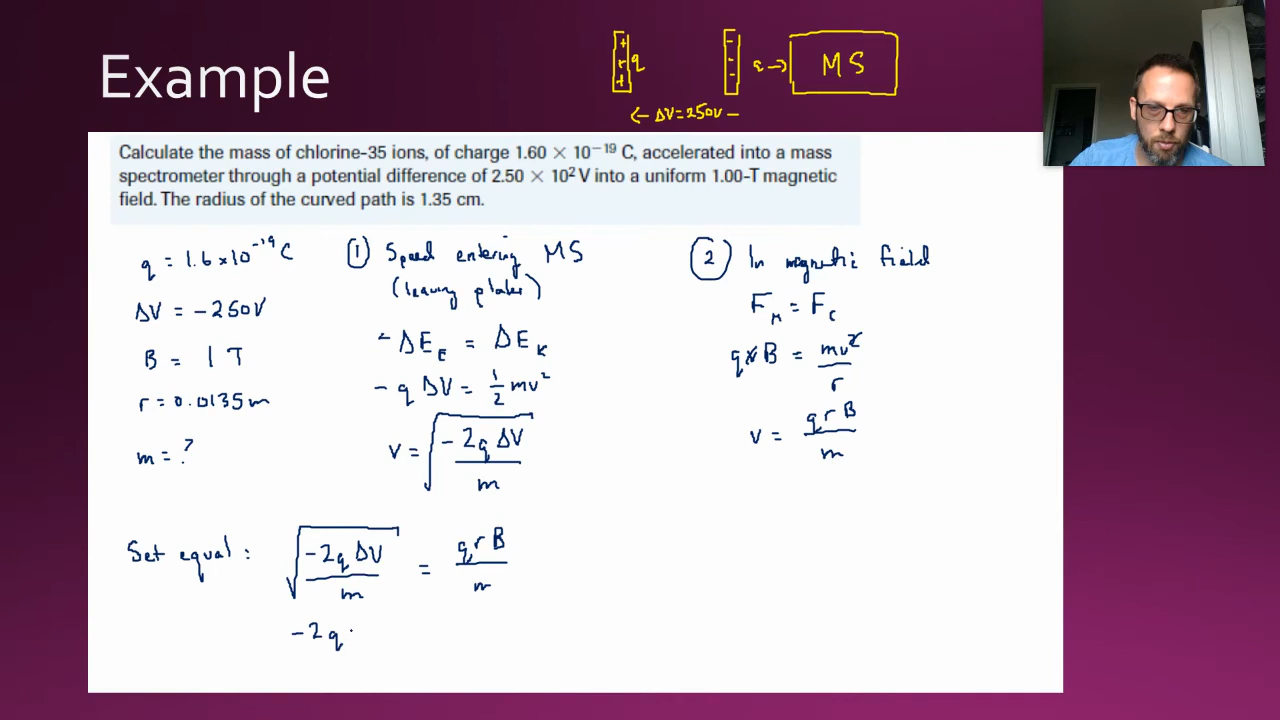 Example
+
+
+
q
-
-
-
q →
MS
← ΔV = 250V -
Calculate the mass of chlorine-35 ions, of charge 1.60 × 10⁻¹⁹ C, accelerated into a mass
spectrometer through a potential difference of 2.50 × 10² V into a uniform 1.00-T magnetic
field. The radius of the curved path is 1.35 cm.
q = 1.6×10⁻¹⁹ C
ΔV = -250V
B = 1 T
r = 0.0135 m
m = ?
① Speed entering MS
(leaving plates)
-ΔE_E = ΔE_K
-qΔV = 1/2 mv²
v = √(-2qΔV / m)
② In magnetic field
F_M = F_C
qvB = mv²/r
v = qrB/m
Set equal: √(-2qΔV / m) = qrB/m
-2q